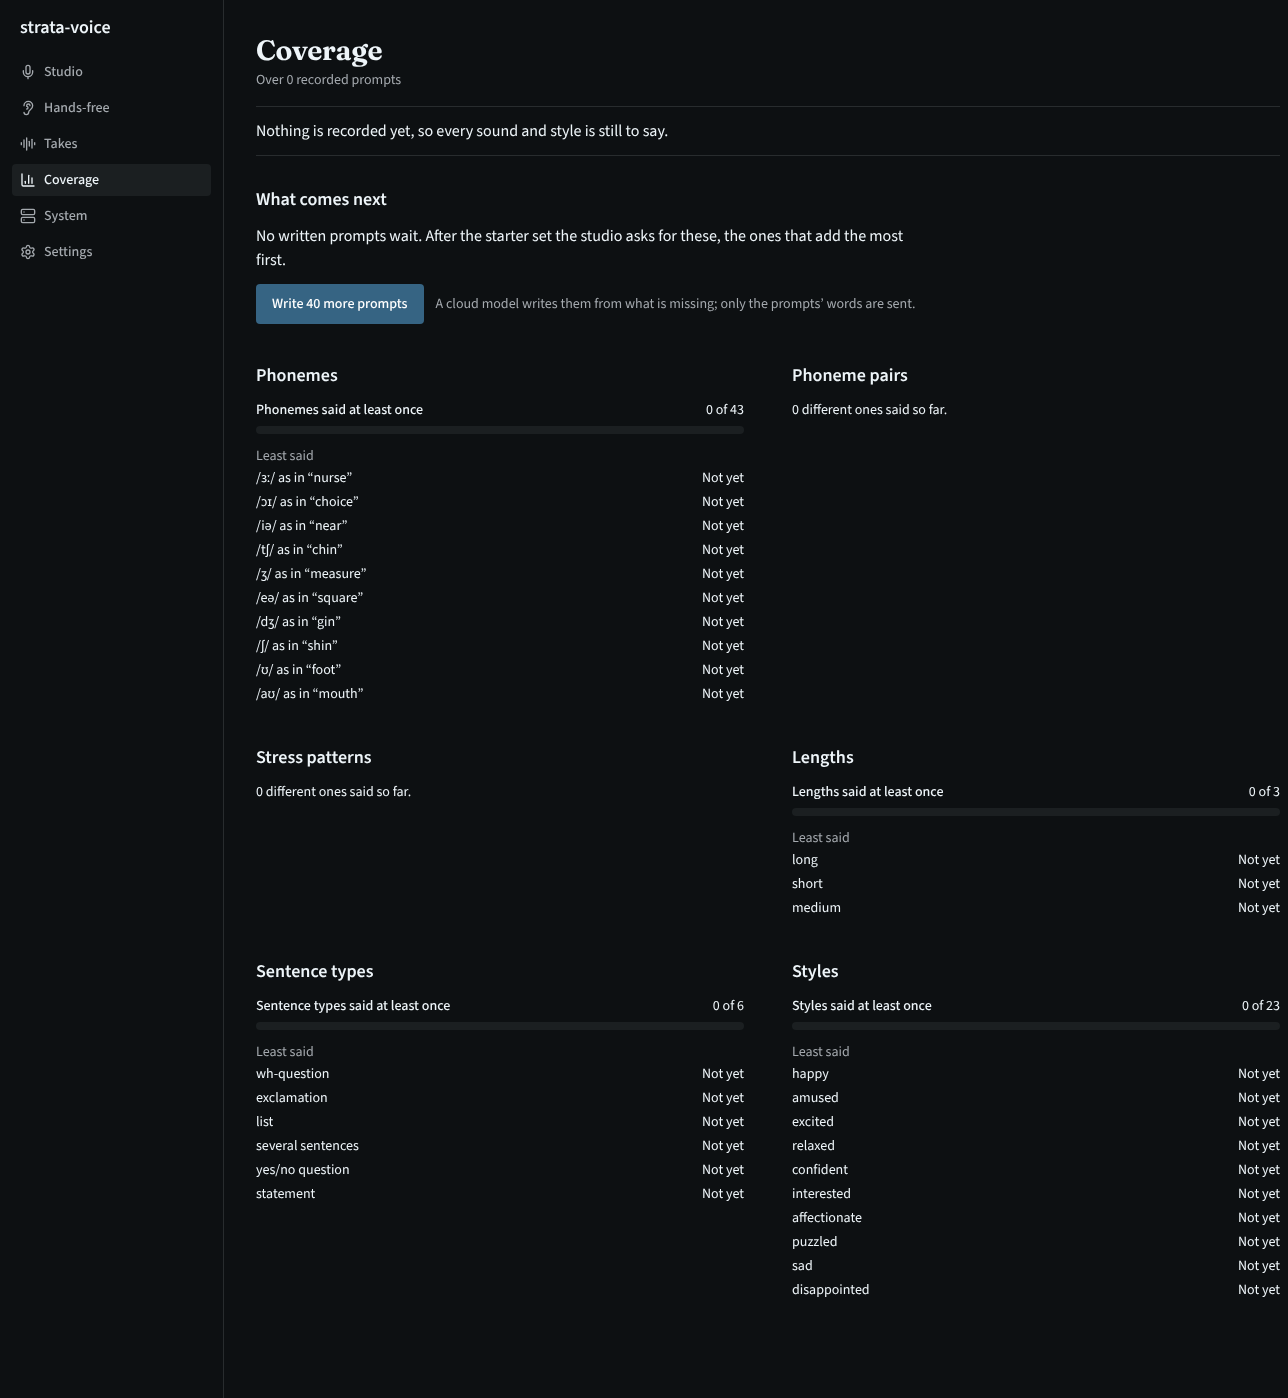 strata-voice
Studio
Hands-free
Takes
Coverage
System
Settings
Coverage
Over 0 recorded prompts
Nothing is recorded yet, so every sound and style is still to say.
What comes next
No written prompts wait. After the starter set the studio asks for these, the ones that add the most
first.
Write 40 more prompts
A cloud model writes them from what is missing; only the prompts’ words are sent.
Phonemes
Phonemes said at least once 0 of 43
Least said
/ɜː/ as in “nurse” Not yet
/ɔɪ/ as in “choice” Not yet
/iə/ as in “near” Not yet
/tʃ/ as in “chin” Not yet
/ʒ/ as in “measure” Not yet
/eə/ as in “square” Not yet
/dʒ/ as in “gin” Not yet
/ʃ/ as in “shin” Not yet
/ʊ/ as in “foot” Not yet
/aʊ/ as in “mouth” Not yet
Phoneme pairs
0 different ones said so far.
Stress patterns
0 different ones said so far.
Lengths
Lengths said at least once 0 of 3
Least said
long Not yet
short Not yet
medium Not yet
Sentence types
Sentence types said at least once 0 of 6
Least said
wh-question Not yet
exclamation Not yet
list Not yet
several sentences Not yet
yes/no question Not yet
statement Not yet
Styles
Styles said at least once 0 of 23
Least said
happy Not yet
amused Not yet
excited Not yet
relaxed Not yet
confident Not yet
interested Not yet
affectionate Not yet
puzzled Not yet
sad Not yet
disappointed Not yet